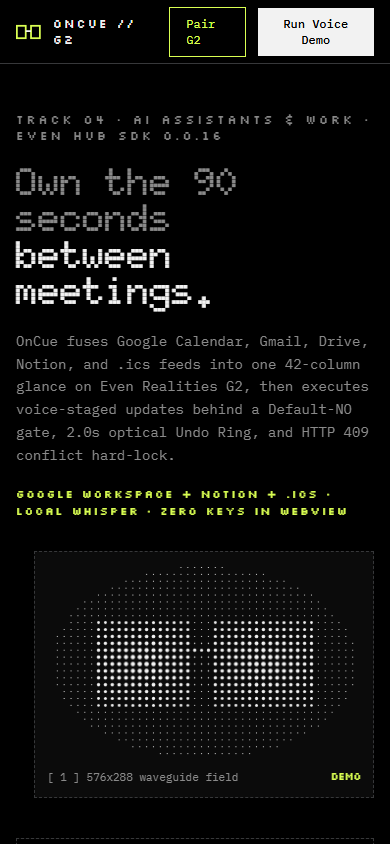 ONCUE //
G2
Pair
G2
Run Voice
Demo
TRACK 04 · AI ASSISTANTS & WORK ·
EVEN HUB SDK 0.0.16
Own the 90
seconds
between
meetings.
OnCue fuses Google Calendar, Gmail, Drive,
Notion, and .ics feeds into one 42-column
glance on Even Realities G2, then executes
voice-staged updates behind a Default-NO
gate, 2.0s optical Undo Ring, and HTTP 409
conflict hard-lock.
GOOGLE WORKSPACE + NOTION + .ICS ·
LOCAL WHISPER · ZERO KEYS IN WEBVIEW
[ 1 ] 576x288 waveguide field
DEMO